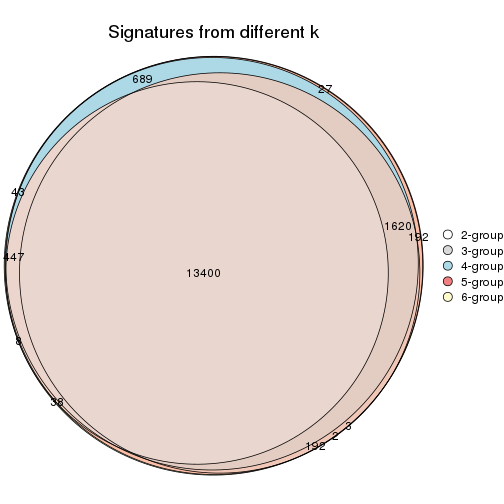 Signatures from different k
689
27
43
1620
192
447
13400
8
38
3
2
192
2-group
3-group
4-group
5-group
6-group